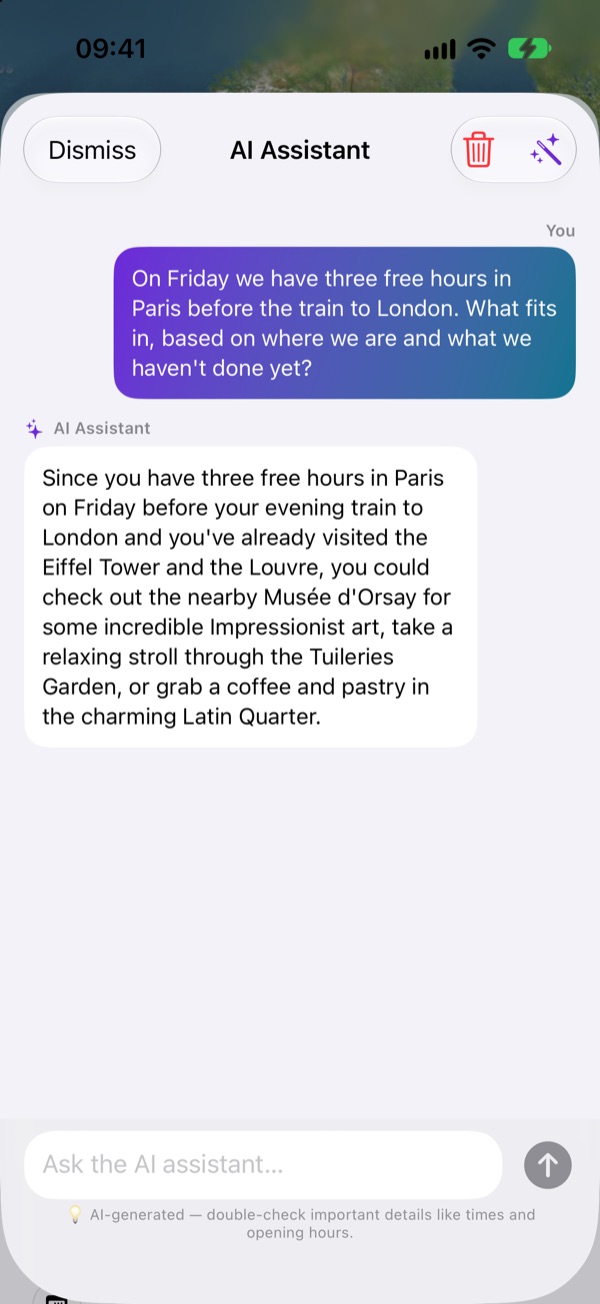 09:41
Dismiss
AI Assistant
You
On Friday we have three free hours in
Paris before the train to London. What fits
in, based on where we are and what we
haven't done yet?
AI Assistant
Since you have three free hours in Paris
on Friday before your evening train to
London and you've already visited the
Eiffel Tower and the Louvre, you could
check out the nearby Musée d'Orsay for
some incredible Impressionist art, take a
relaxing stroll through the Tuileries
Garden, or grab a coffee and pastry in
the charming Latin Quarter.
Ask the AI assistant...
💡 AI-generated — double-check important details like times and
opening hours.